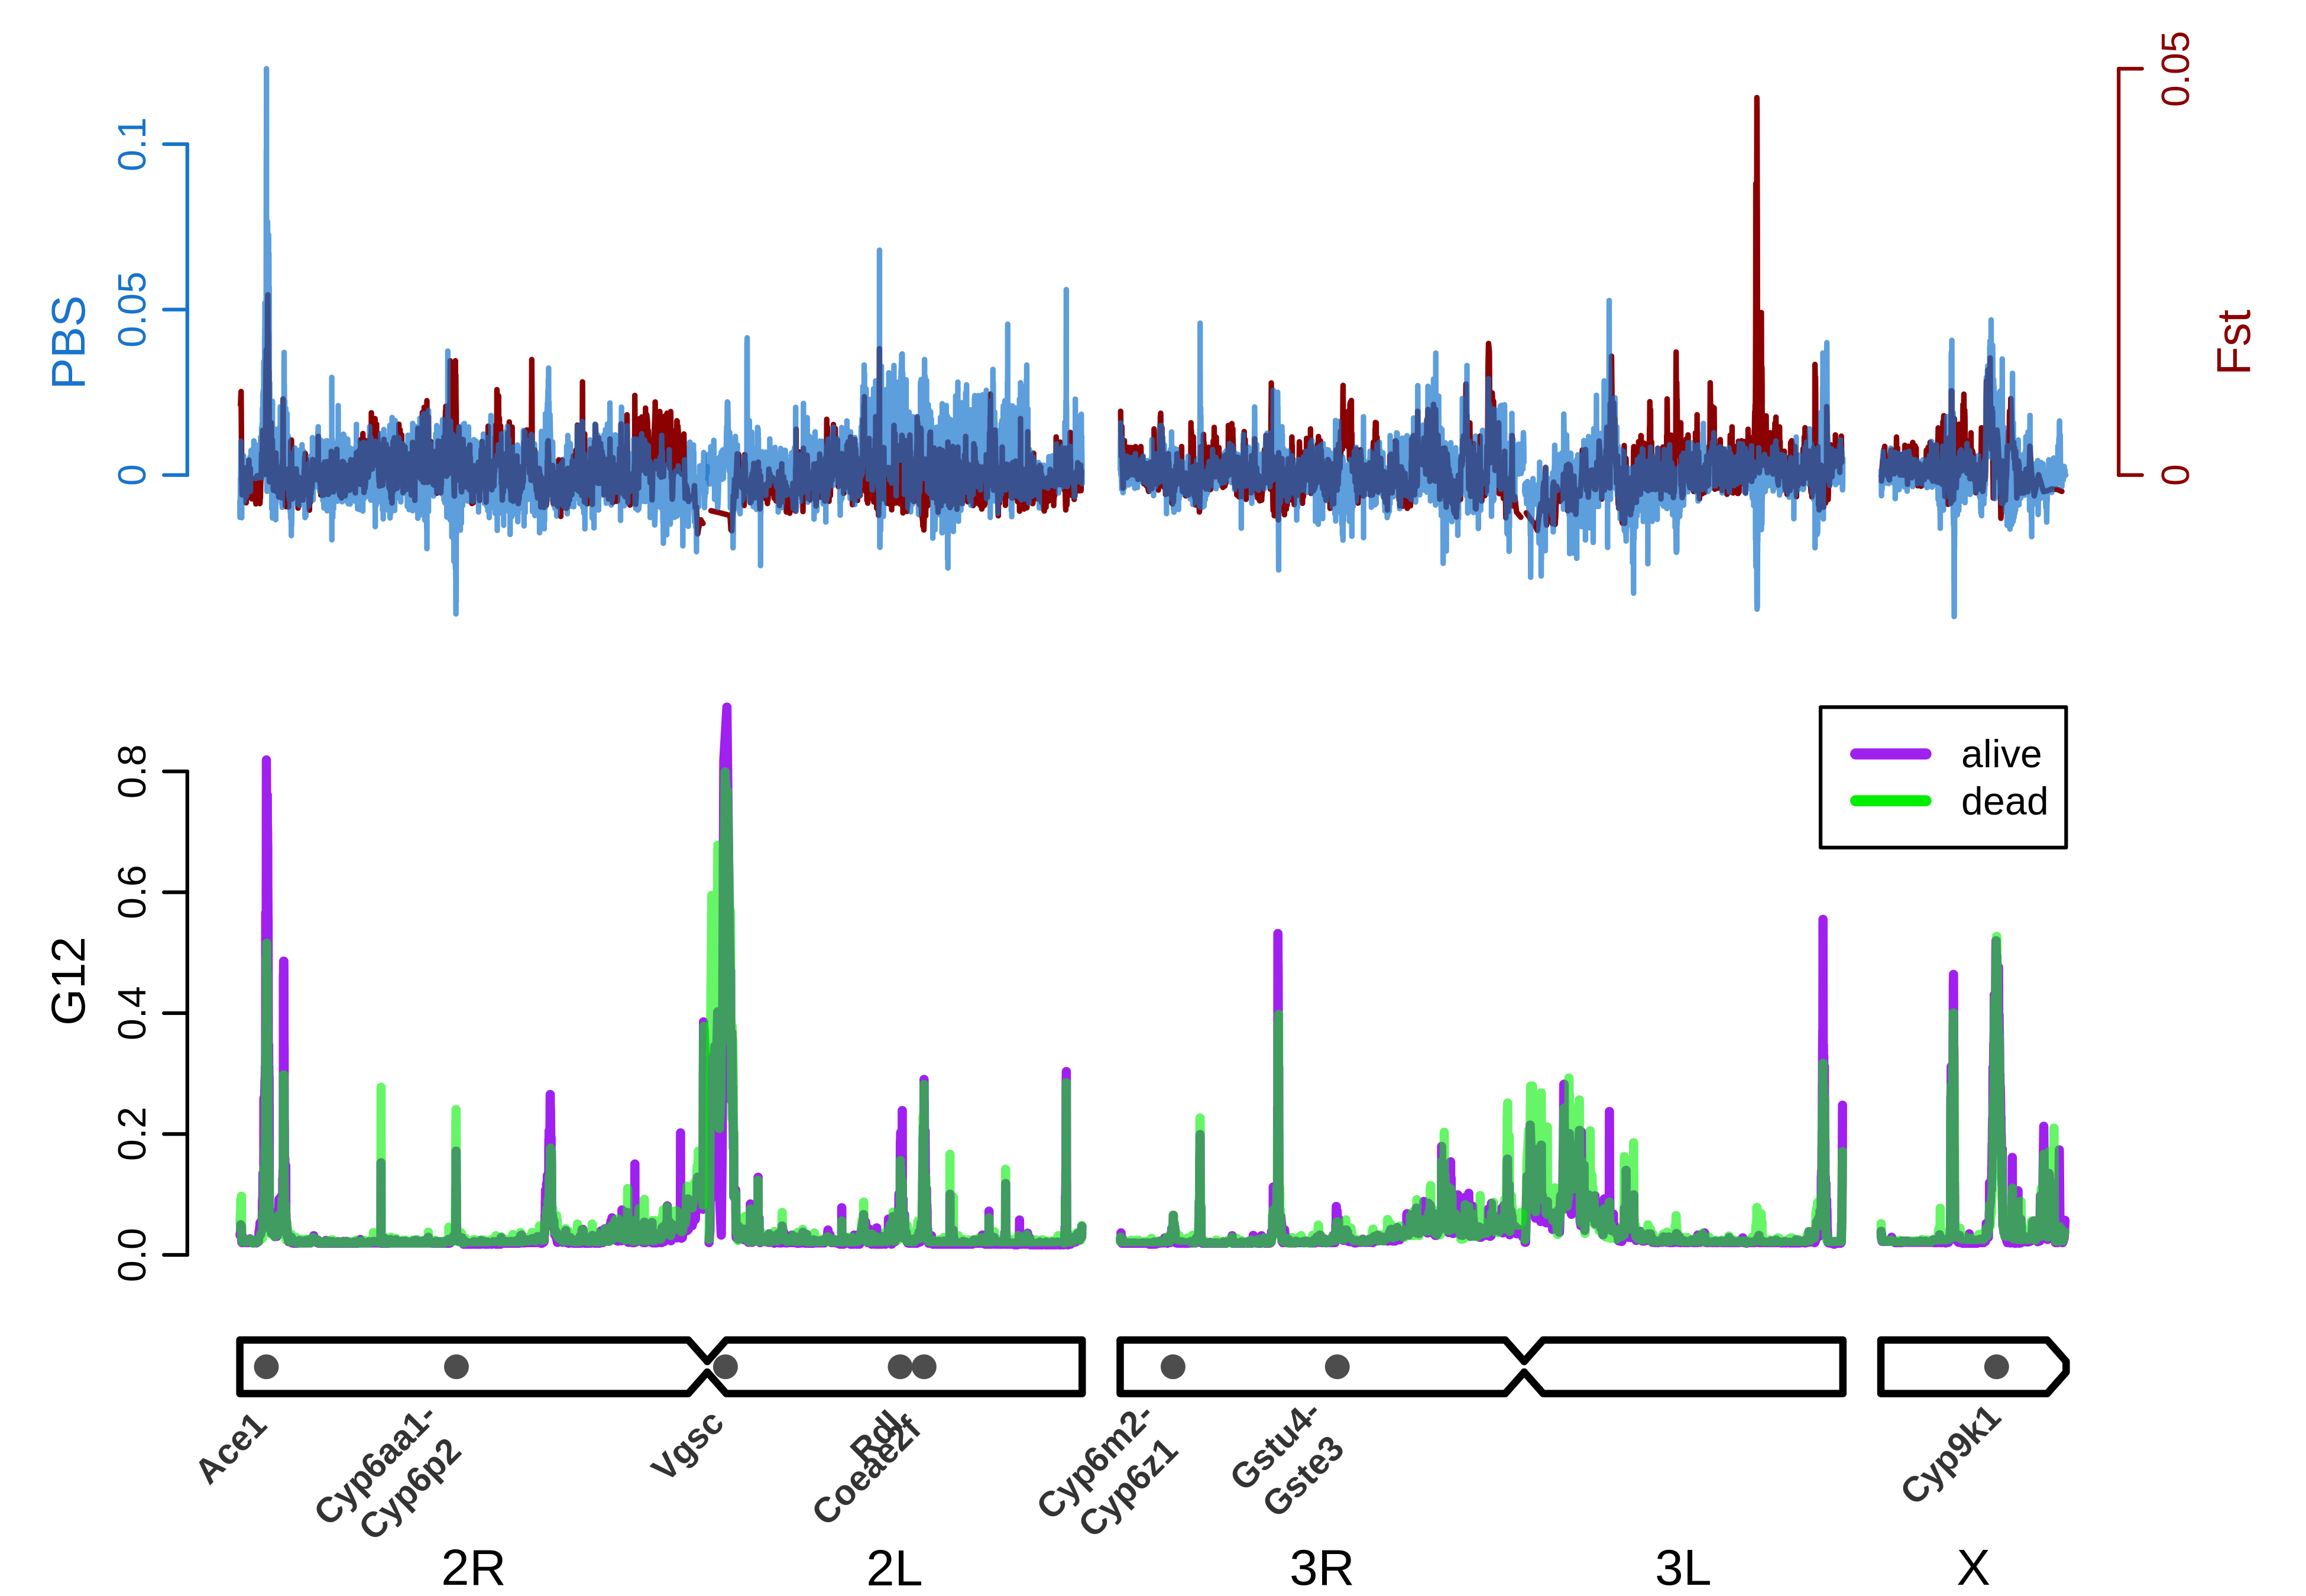 PBS
0
0.05
0.1
Fst
0
0.05
G12
0.0
0.2
0.4
0.6
0.8
alive
dead
Ace1
Cyp6aa1-
Cyp6p2
Vgsc
Rdl
Coeae2f
Cyp6m2-
Cyp6z1
Gstu4-
Gste3
Cyp9k1
2R
2L
3R
3L
X